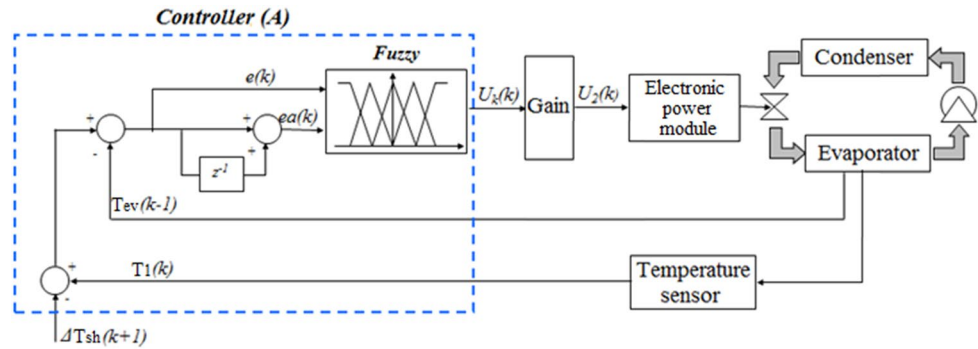 Controller (A)
Fuzzy
e(k)
ea(k)
+
-
+
+
z⁻¹
Uk(k)
Gain
U2(k)
Electronic
power
module
Condenser
Evaporator
Tev(k-1)
T1(k)
Temperature
sensor
+
+
-
ΔTsh(k+1)